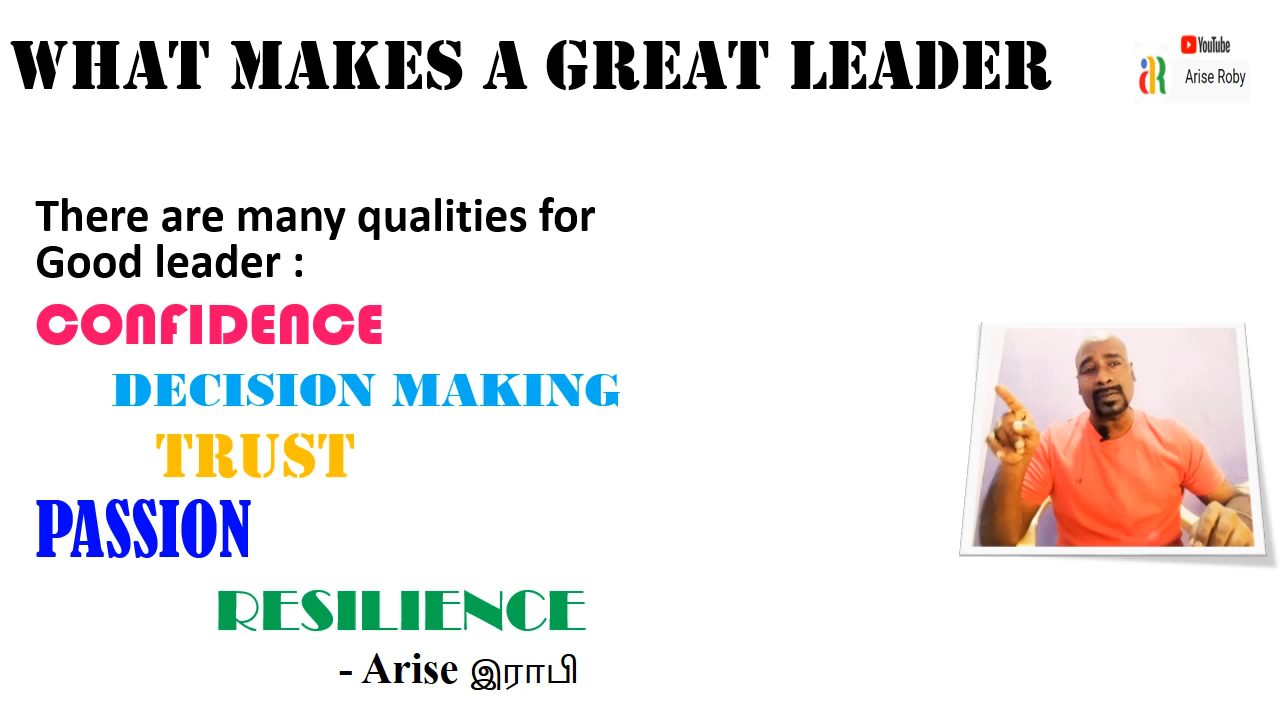 WHAT MAKES A GREAT LEADER
YouTube
aR
Arise Roby
There are many qualities for
Good leader :
CONFIDENCE
DECISION MAKING
TRUST
PASSION
RESILIENCE
- Arise இராபி